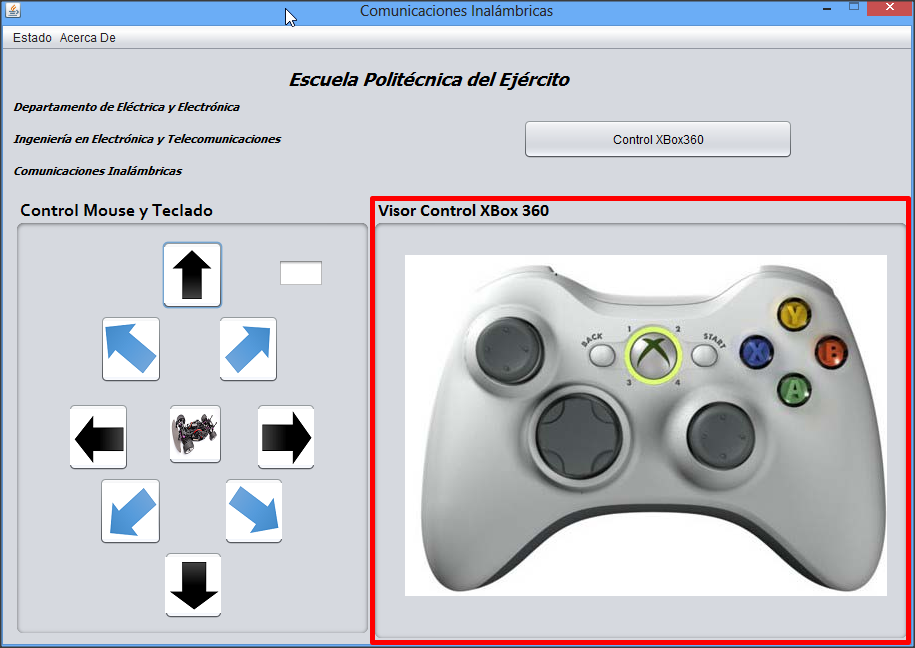 Comunicaciones Inalámbricas
Estado Acerca De
Escuela Politécnica del Ejército
Departamento de Eléctrica y Electrónica
Ingeniería en Electrónica y Telecomunicaciones
Control XBox360
Comunicaciones Inalámbricas
Control Mouse y Teclado
Visor Control XBox 360
1 2
BACK START
3 4
Y
X B
A